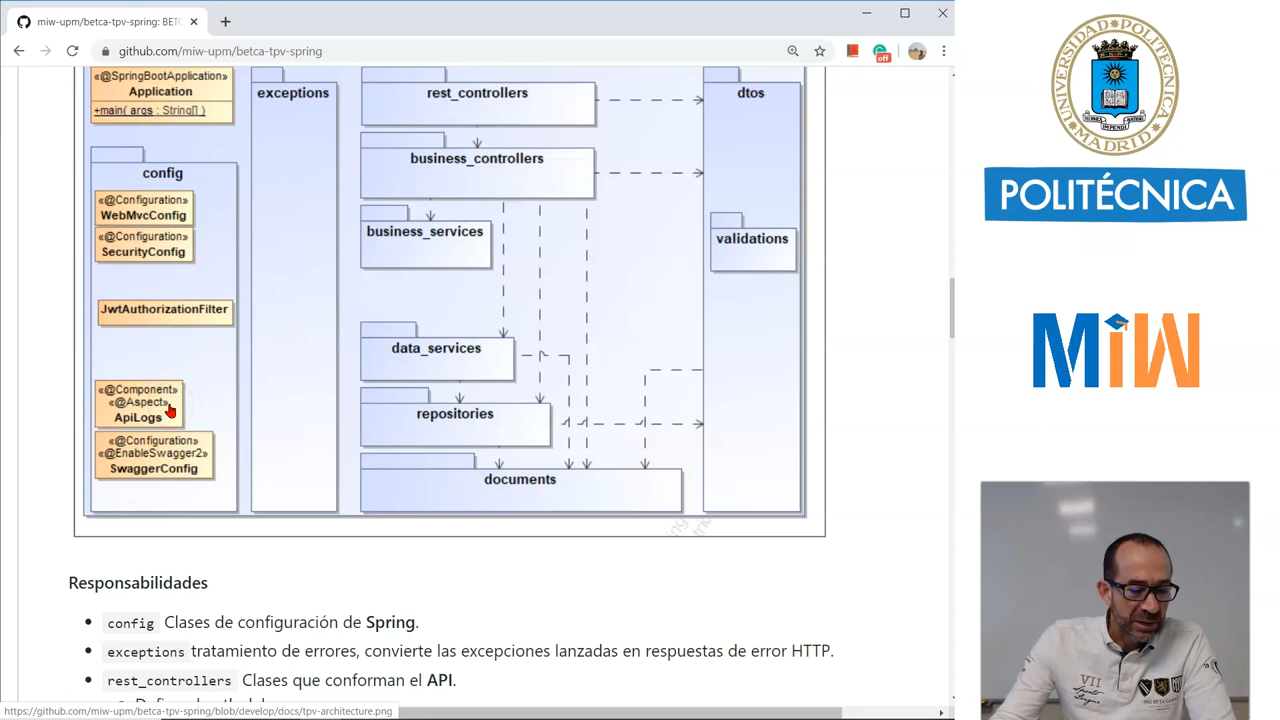 miw-upm/betca-tpv-spring: BET
github.com/miw-upm/betca-tpv-spring
off
«@SpringBootApplication»
Application
+main( args : String[] )
exceptions
rest_controllers
dtos
business_controllers
config
«@Configuration»
WebMvcConfig
«@Configuration»
SecurityConfig
business_services
validations
JwtAuthorizationFilter
data_services
«@Component»
«@Aspect»
ApiLogs
repositories
«@Configuration»
«@EnableSwagger2»
SwaggerConfig
documents
Responsabilidades
config Clases de configuración de Spring.
exceptions tratamiento de errores, convierte las excepciones lanzadas en respuestas de error HTTP.
rest_controllers Clases que conforman el API.
https://github.com/miw-upm/betca-tpv-spring/blob/develop/docs/tpv-architecture.png
UNIVERSIDAD POLITÉCNICA
MADRID
POLITÉCNICA
MiW
VII